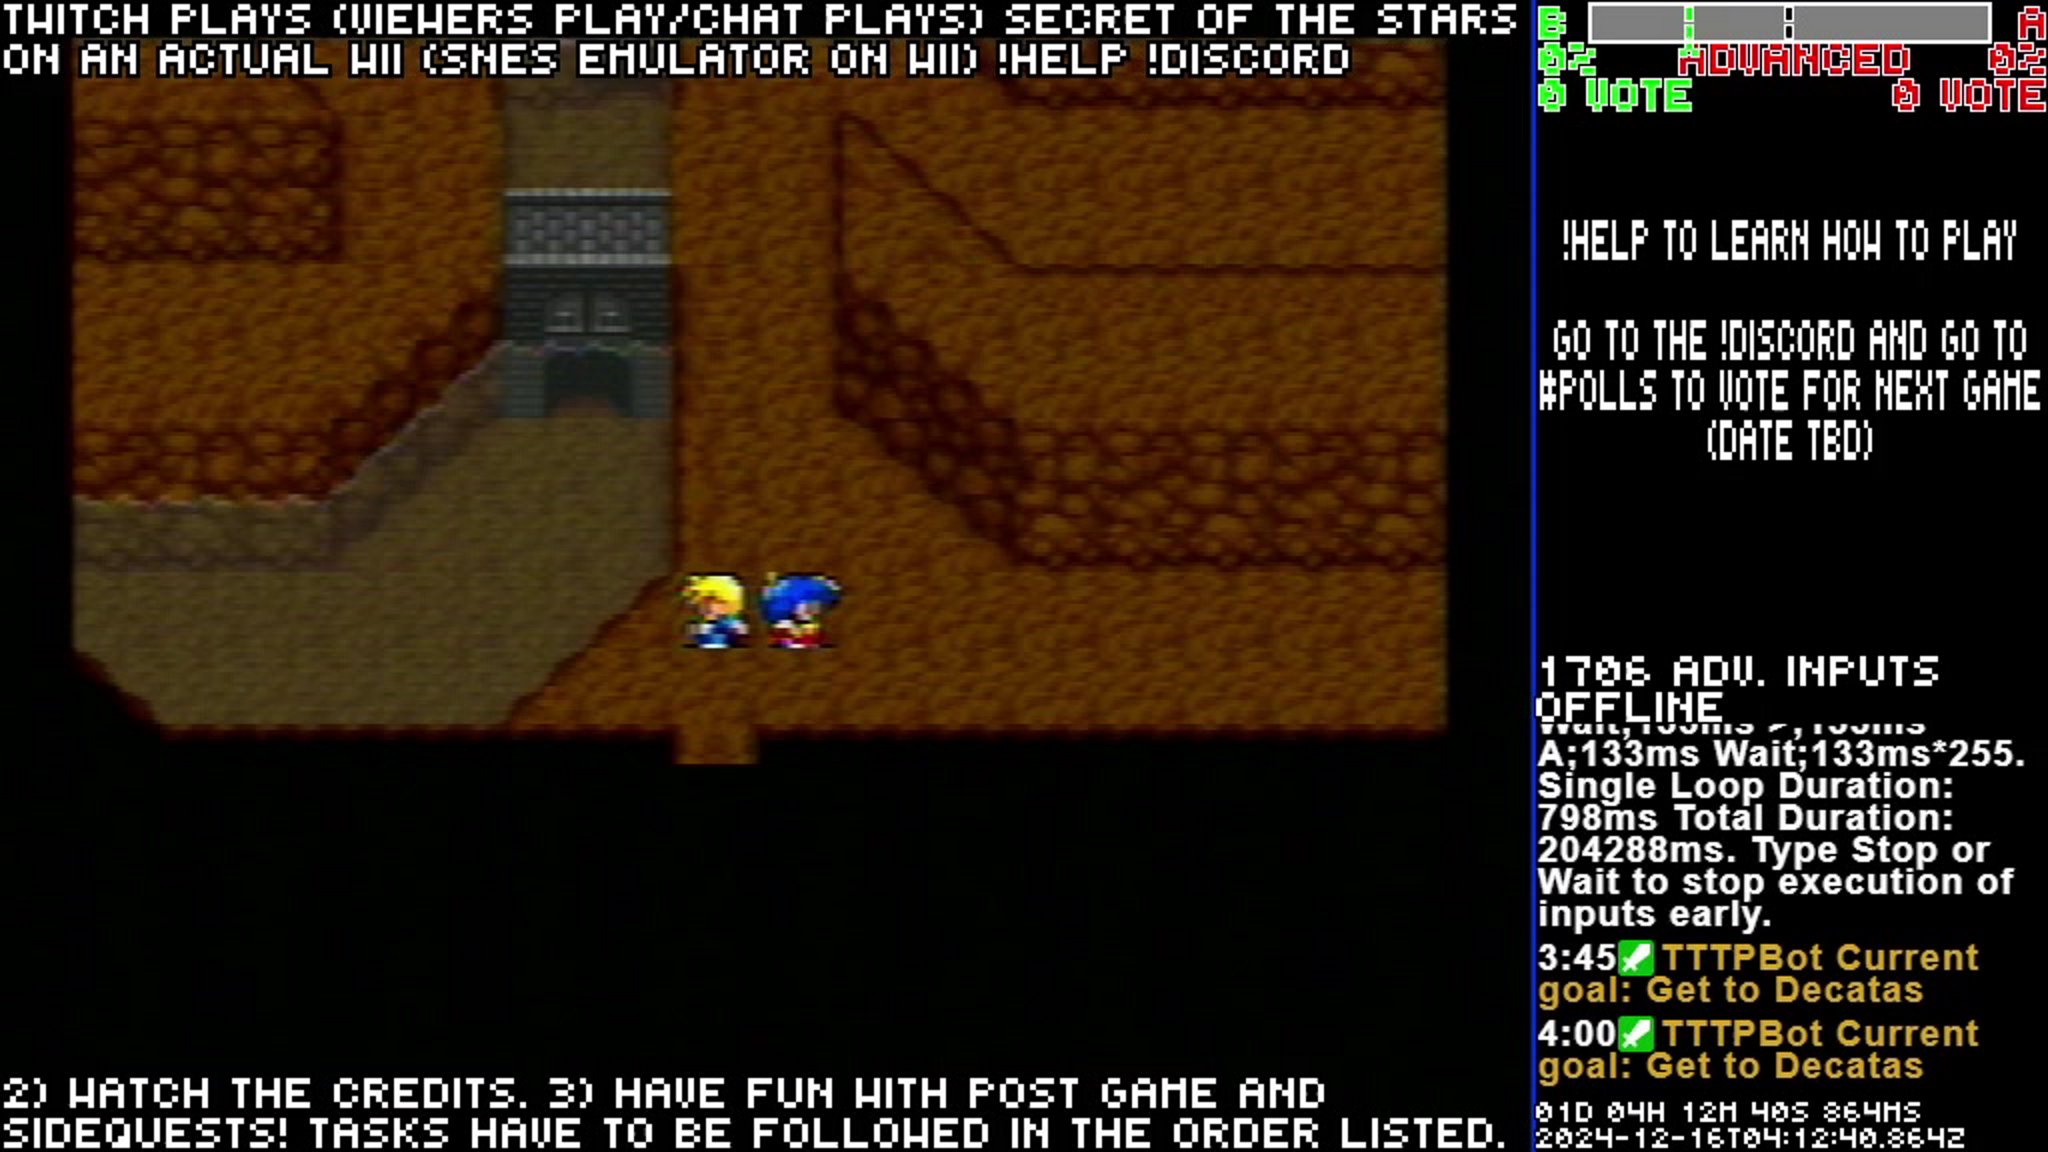 TWITCH PLAYS (VIEWERS PLAY/CHAT PLAYS) SECRET OF THE STARS
ON AN ACTUAL WII (SNES EMULATOR ON WII) !HELP !DISCORD
B A
0% ADVANCED 0%
0 VOTE 0 VOTE
!HELP TO LEARN HOW TO PLAY
GO TO THE !DISCORD AND GO TO
#POLLS TO VOTE FOR NEXT GAME
(DATE TBD)
1706 ADV. INPUTS
OFFLINE
Wait;133ms >;133ms
A;133ms Wait;133ms*255.
Single Loop Duration:
798ms Total Duration:
204288ms. Type Stop or
Wait to stop execution of
inputs early.
3:45 TTTPBot Current
goal: Get to Decatas
4:00 TTTPBot Current
goal: Get to Decatas
01D 04H 12M 40S 864MS
2024-12-16T04:12:40.864Z
2) WATCH THE CREDITS. 3) HAVE FUN WITH POST GAME AND
SIDEQUESTS! TASKS HAVE TO BE FOLLOWED IN THE ORDER LISTED.